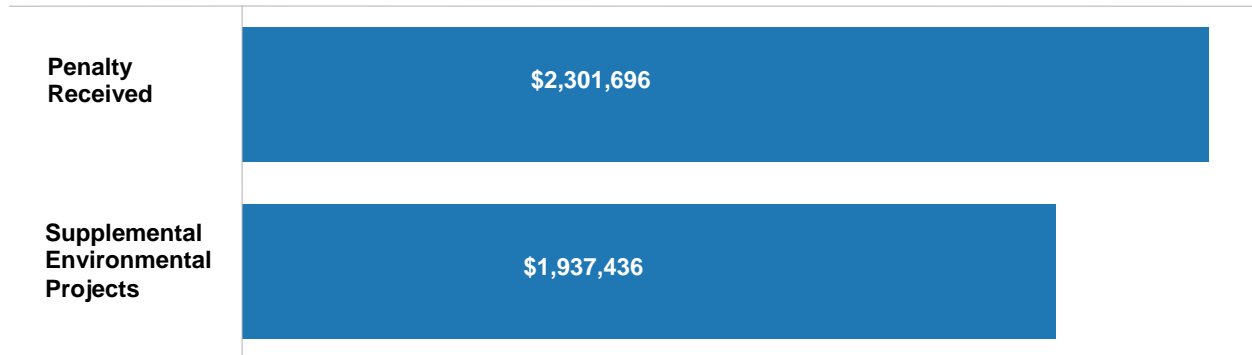 Penalty
Received
$2,301,696
Supplemental
Environmental
Projects
$1,937,436